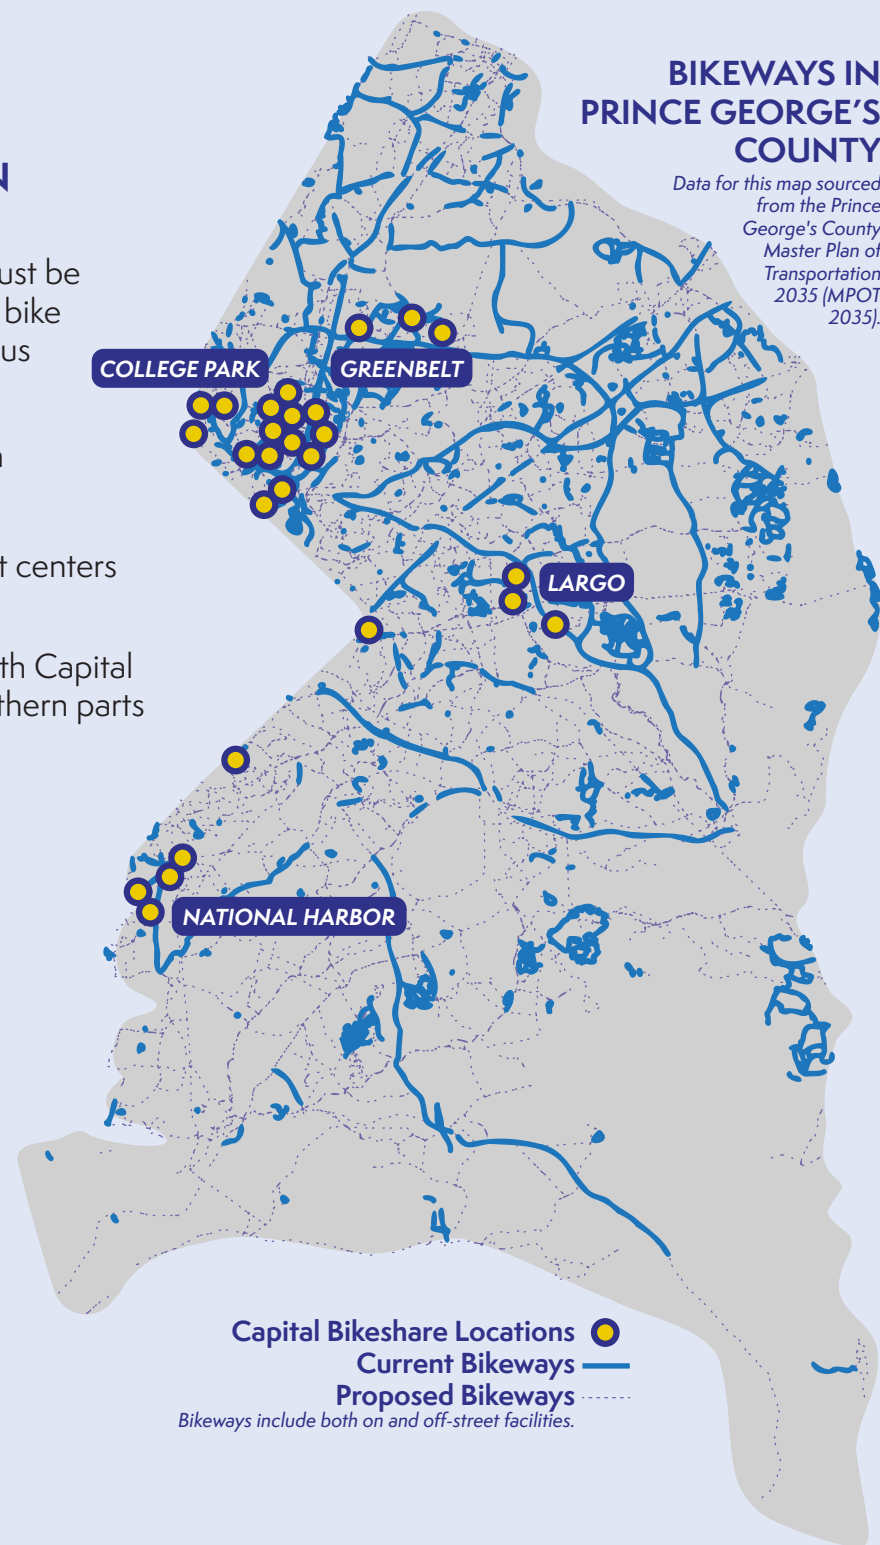 BIKEWAYS IN
PRINCE GEORGE'S
COUNTY
Data for this map sourced
from the Prince
George's County
Master Plan of
Transportation
2035 (MPOT
2035).
N
ust be
bike
us
t centers
th Capital
thern parts
COLLEGE PARK
GREENBELT
LARGO
NATIONAL HARBOR
Capital Bikeshare Locations
Current Bikeways
Proposed Bikeways
Bikeways include both on and off-street facilities.